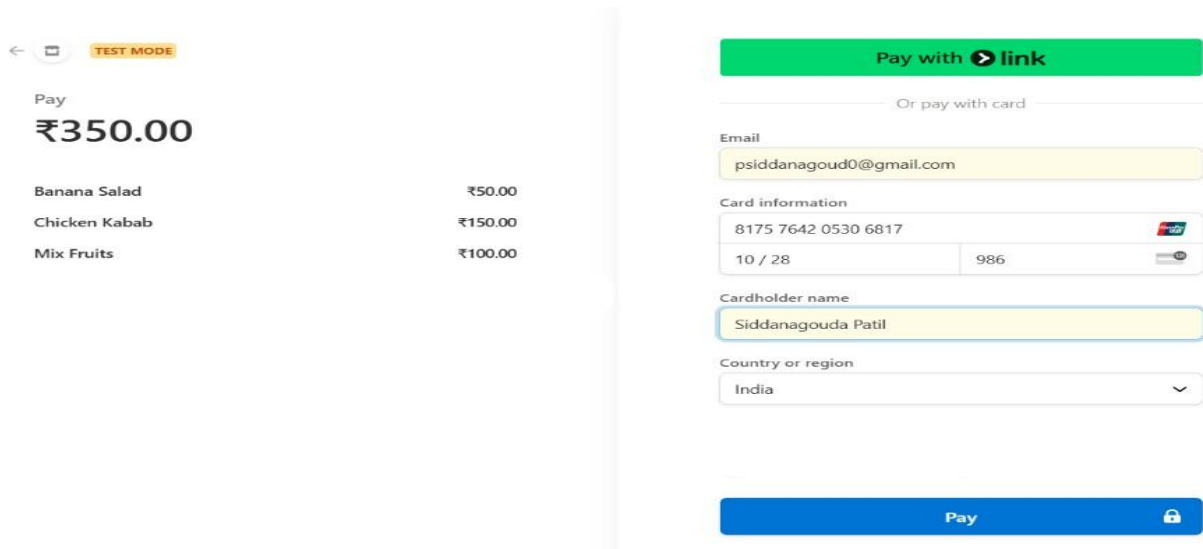 TEST MODE
Pay
₹350.00
Banana Salad ₹50.00
Chicken Kabab ₹150.00
Mix Fruits ₹100.00
Pay with link
Or pay with card
Email
psiddanagoud0@gmail.com
Card information
8175 7642 0530 6817
10 / 28 986
Cardholder name
Siddanagouda Patil
Country or region
India
Pay